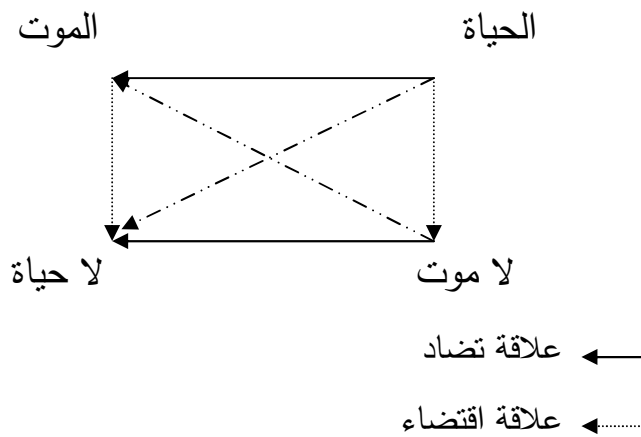 الحياة الموت
لا موت لا حياة
علاقة تضاد
علاقة اقتضاء